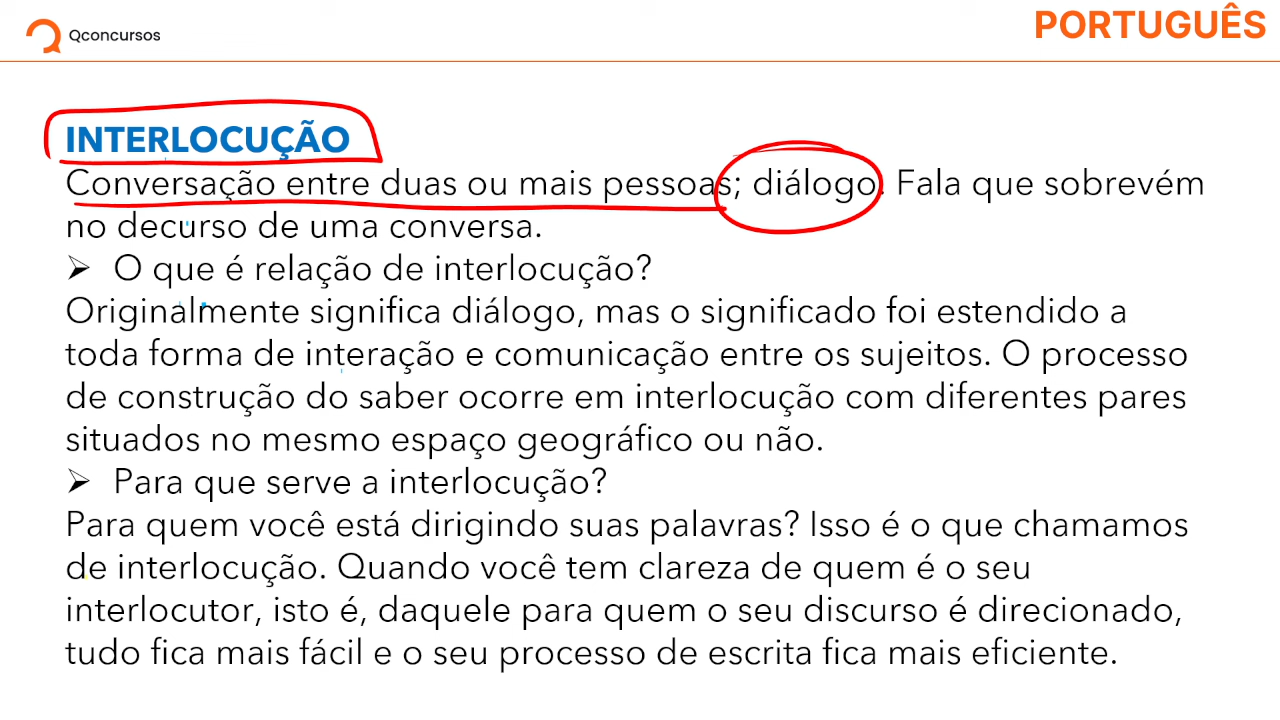 Qconcursos
PORTUGUÊS
INTERLOCUÇÃO
Conversação entre duas ou mais pessoas; diálogo. Fala que sobrevém
no decurso de uma conversa.
➢ O que é relação de interlocução?
Originalmente significa diálogo, mas o significado foi estendido a
toda forma de interação e comunicação entre os sujeitos. O processo
de construção do saber ocorre em interlocução com diferentes pares
situados no mesmo espaço geográfico ou não.
➢ Para que serve a interlocução?
Para quem você está dirigindo suas palavras? Isso é o que chamamos
de interlocução. Quando você tem clareza de quem é o seu
interlocutor, isto é, daquele para quem o seu discurso é direcionado,
tudo fica mais fácil e o seu processo de escrita fica mais eficiente.